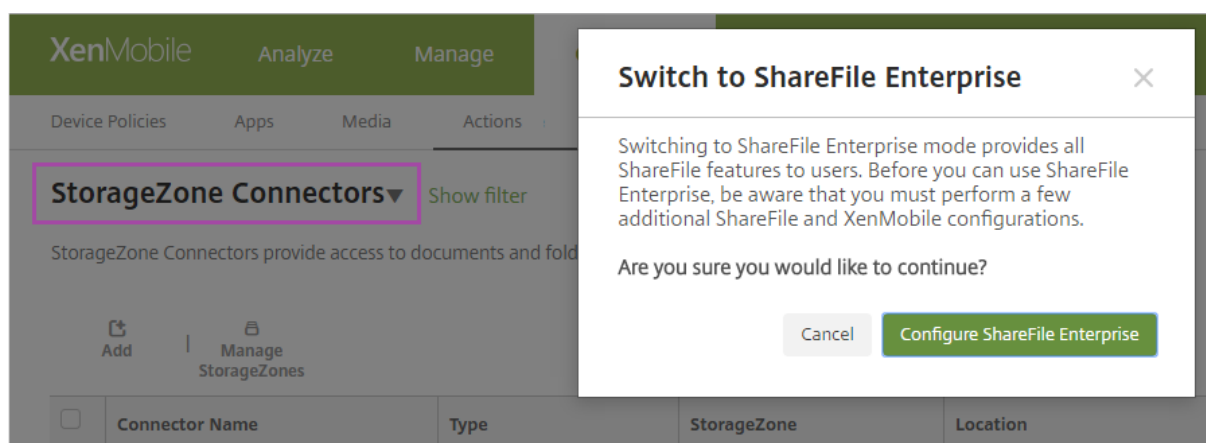 XenMobile Analyze Manage
Device Policies Apps Media Actions
StorageZone Connectors Show filter
StorageZone Connectors provide access to documents and fold
Add Manage
StorageZones
Connector Name Type StorageZone Location
Switch to ShareFile Enterprise
Switching to ShareFile Enterprise mode provides all
ShareFile features to users. Before you can use ShareFile
Enterprise, be aware that you must perform a few
additional ShareFile and XenMobile configurations.
Are you sure you would like to continue?
Cancel Configure ShareFile Enterprise